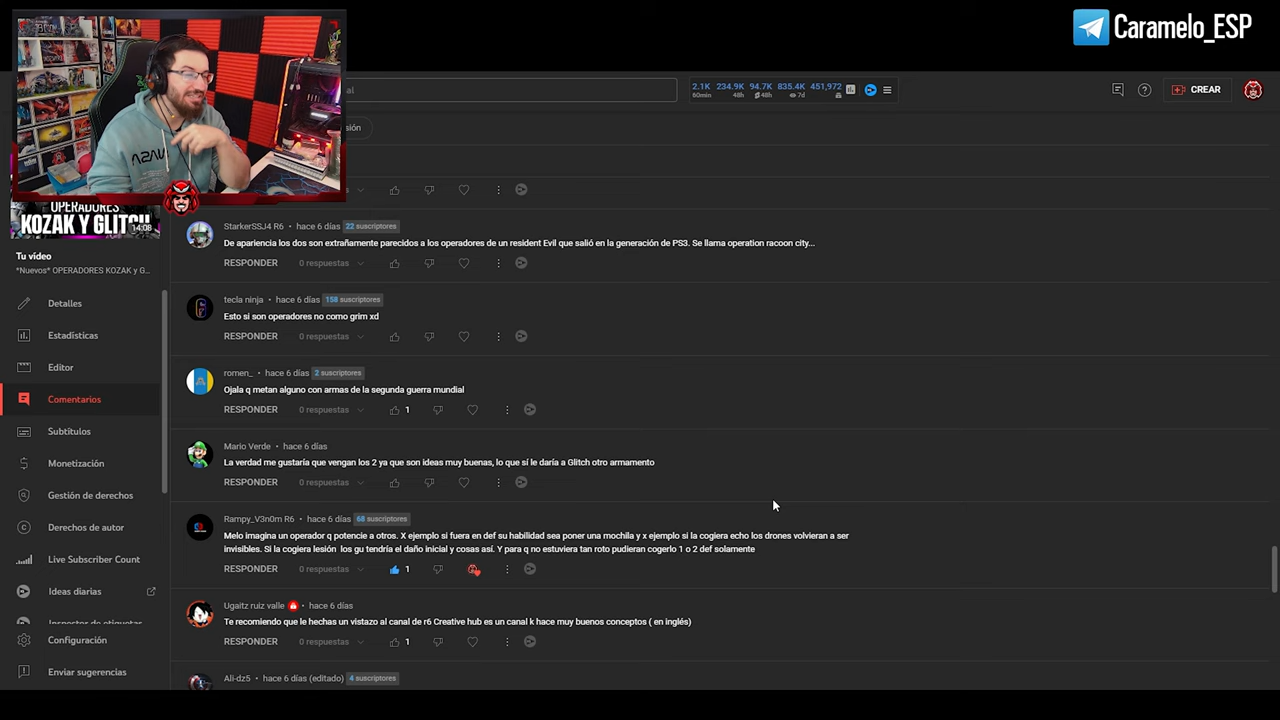 Caramelo_ESP
ai
2.1K 234.9K 94.7K 835.4K 451,972
60min 48h 48h 7d
CREAR
sión
OPERADORES
KOZAK Y GLITCH
14:08
Tu vídeo
*Nuevos* OPERADORES KOZAK y G...
Detalles
Estadísticas
Editor
Comentarios
Subtítulos
Monetización
Gestión de derechos
Derechos de autor
Live Subscriber Count
Ideas diarias
Inspector de etiquetas
Configuración
Enviar sugerencias
StarkerSSJ4 R6 • hace 6 días 22 suscriptores
De apariencia los dos son extrañamente parecidos a los operadores de un resident Evil que salió en la generación de PS3. Se llama operation racoon city...
RESPONDER 0 respuestas
tecla ninja • hace 6 días 158 suscriptores
Esto si son operadores no como grim xd
RESPONDER 0 respuestas
romen_ • hace 6 días 2 suscriptores
Ojala q metan alguno con armas de la segunda guerra mundial
RESPONDER 0 respuestas 1
Mario Verde • hace 6 días
La verdad me gustaría que vengan los 2 ya que son ideas muy buenas, lo que sí le daría a Glitch otro armamento
RESPONDER 0 respuestas
Rampy_V3n0m R6 • hace 6 días 68 suscriptores
Melo imagina un operador q potencie a otros. X ejemplo si fuera en def su habilidad sea poner una mochila y x ejemplo si la cogiera echo los drones volvieran a ser
invisibles. Si la cogiera lesión los gu tendría el daño inicial y cosas así. Y para q no estuviera tan roto pudieran cogerlo 1 o 2 def solamente
RESPONDER 0 respuestas 1
Ugaitz ruiz valle • hace 6 días
Te recomiendo que le hechas un vistazo al canal de r6 Creative hub es un canal k hace muy buenos conceptos ( en inglés)
RESPONDER 0 respuestas 1
Ali-dz5 • hace 6 días (editado) 4 suscriptores